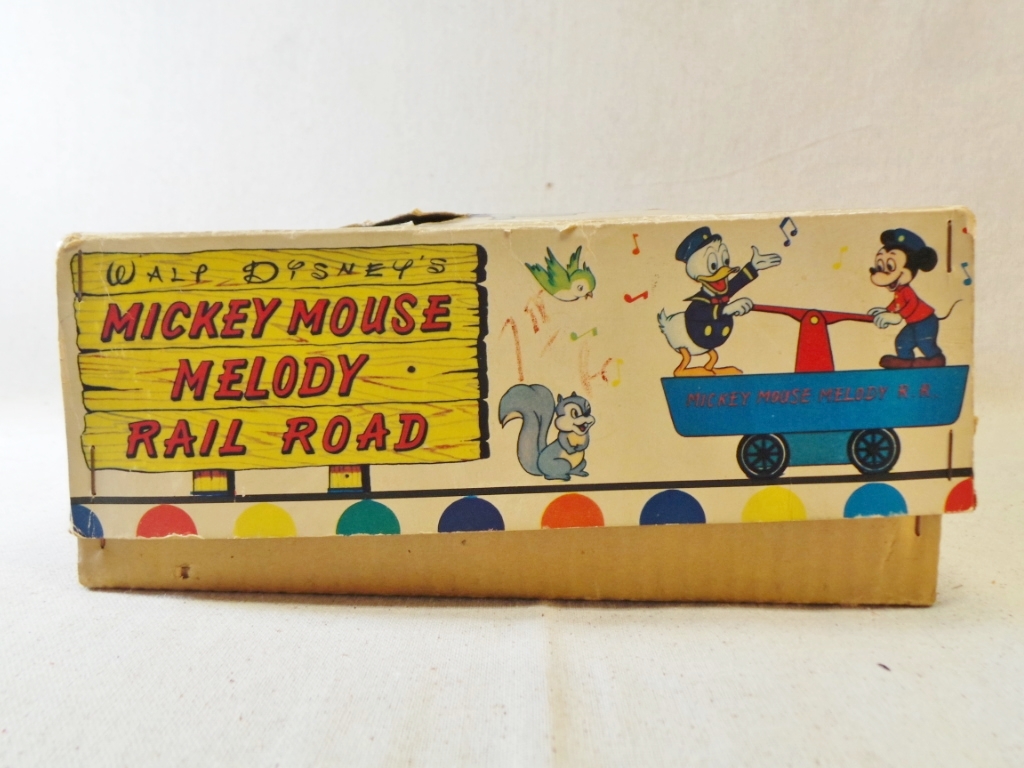 WALT DISNEY'S
MICKEY MOUSE
MELODY
RAIL ROAD
MICKEY MOUSE MELODY R.R.